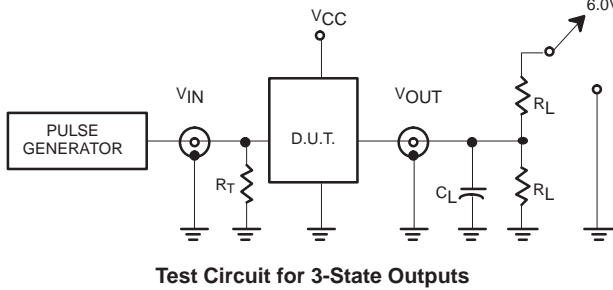 6.0V
VCC
VIN
VOUT
PULSE
GENERATOR
D.U.T.
RL
RT
CL
RL
Test Circuit for 3-State Outputs